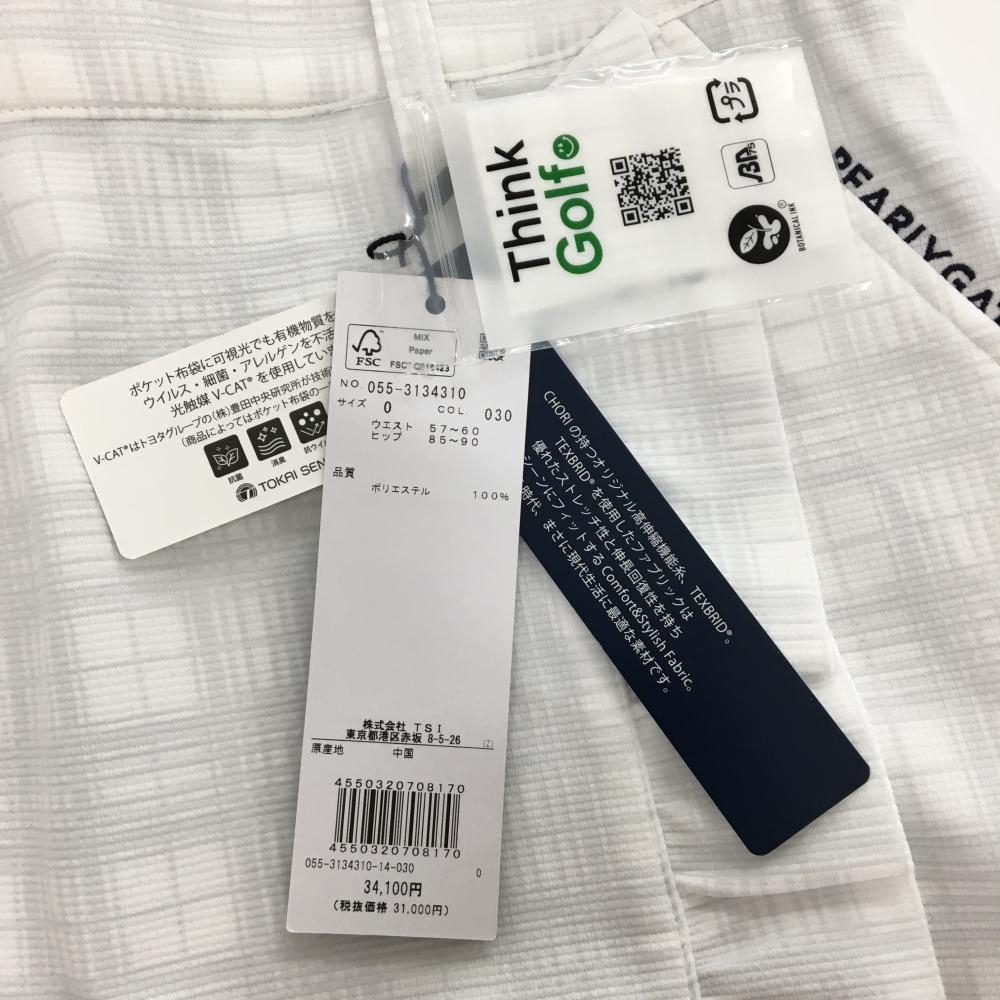 Think
Golf
プラ
BP75
BOTANICAL INK®
PEARLY GAT
ポケット布袋に可視光でも有機物質を
ウイルス・細菌・アレルゲンを不活
光触媒 V-CAT® を使用していま
V-CAT®はトヨタグループの(株)豊田中央研究所が技術
(商品によってはポケット布袋の一
抗菌
消臭
抗ウイ
TOKAI SEN
FSC
MIX
Paper
FSC® C016423
NO. 055-3134310
サイズ 0 COL. 030
ウエスト 57～60
ヒップ 85～90
品質
ポリエステル 100%
株式会社 TSI
東京都港区赤坂 8-5-26
(Z)
原産地 中国
4550320708170
4550320708170
055-3134310-14-030 0
34,100円
(税抜価格 31,000円)
CHORI の持つオリジナル高伸縮機能糸、TEXBRID®。
TEXBRID® を使用したファブリックは
優れたストレッチ性と伸長回復性を持ち
シーンにフィットする Comfort&Stylish Fabric。
時代、まさに現代生活に最適な素材です。